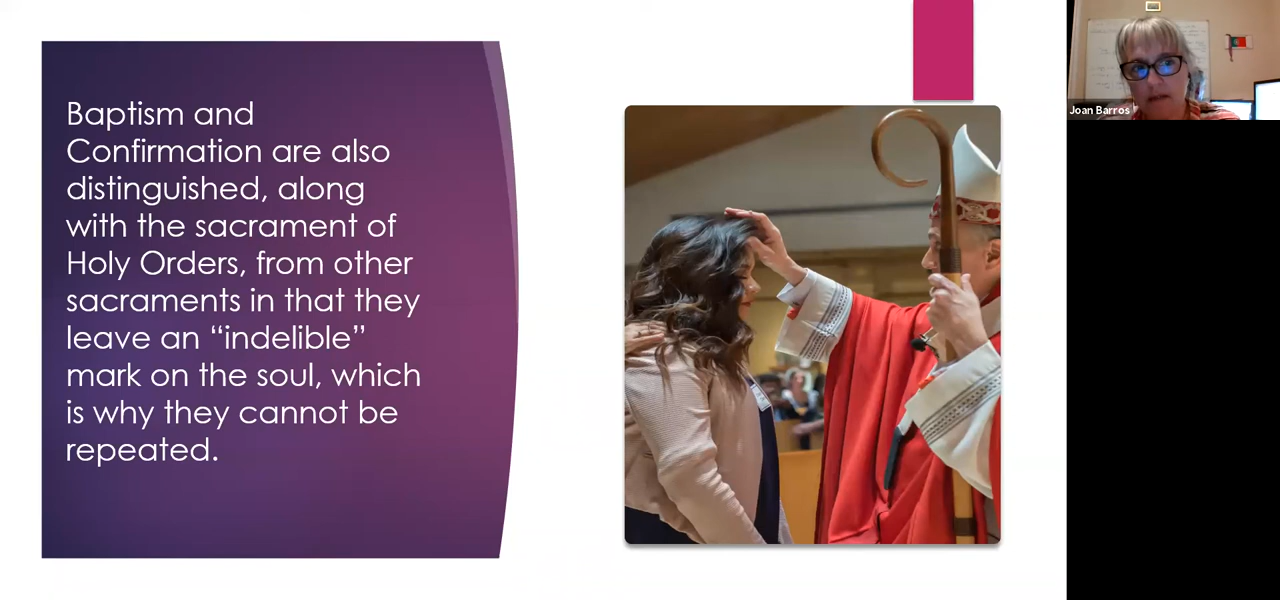 Baptism and
Confirmation are also
distinguished, along
with the sacrament of
Holy Orders, from other
sacraments in that they
leave an “indelible”
mark on the soul, which
is why they cannot be
repeated.
Joan Barros